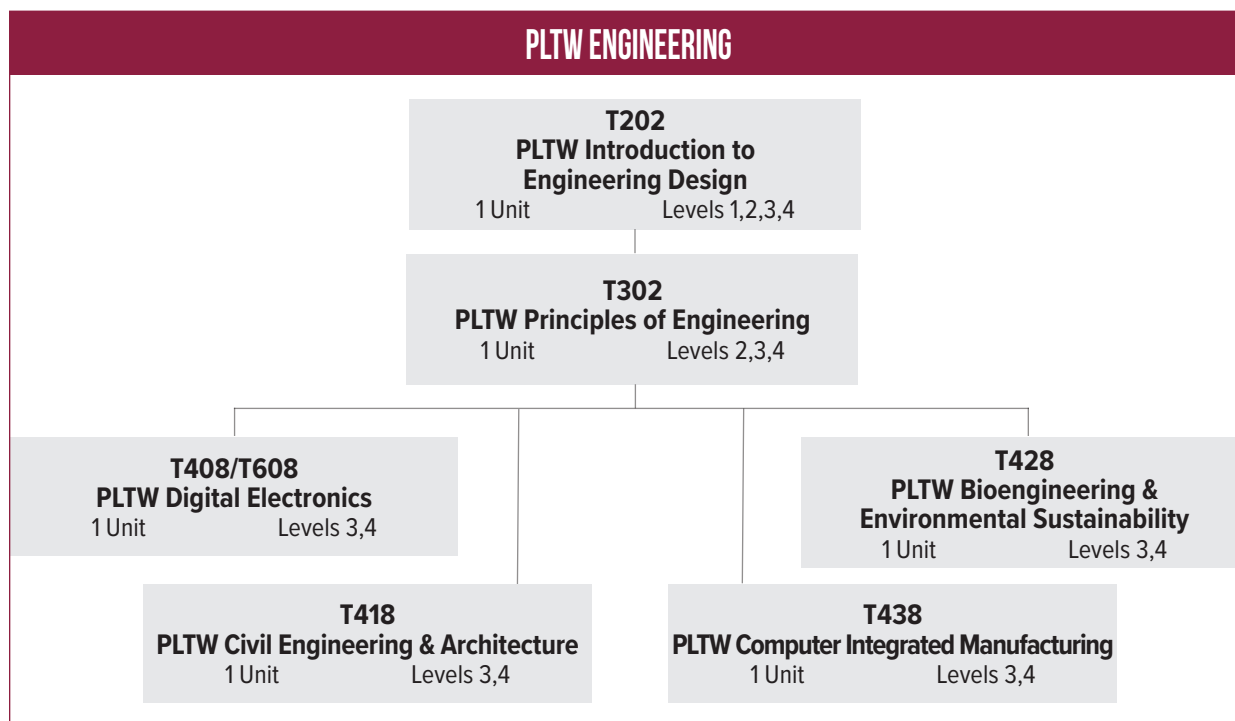 PLTW ENGINEERING
T202
PLTW Introduction to
Engineering Design
1 Unit Levels 1,2,3,4
T302
PLTW Principles of Engineering
1 Unit Levels 2,3,4
T408/T608
PLTW Digital Electronics
1 Unit Levels 3,4
T428
PLTW Bioengineering &
Environmental Sustainability
1 Unit Levels 3,4
T418
PLTW Civil Engineering & Architecture
1 Unit Levels 3,4
T438
PLTW Computer Integrated Manufacturing
1 Unit Levels 3,4